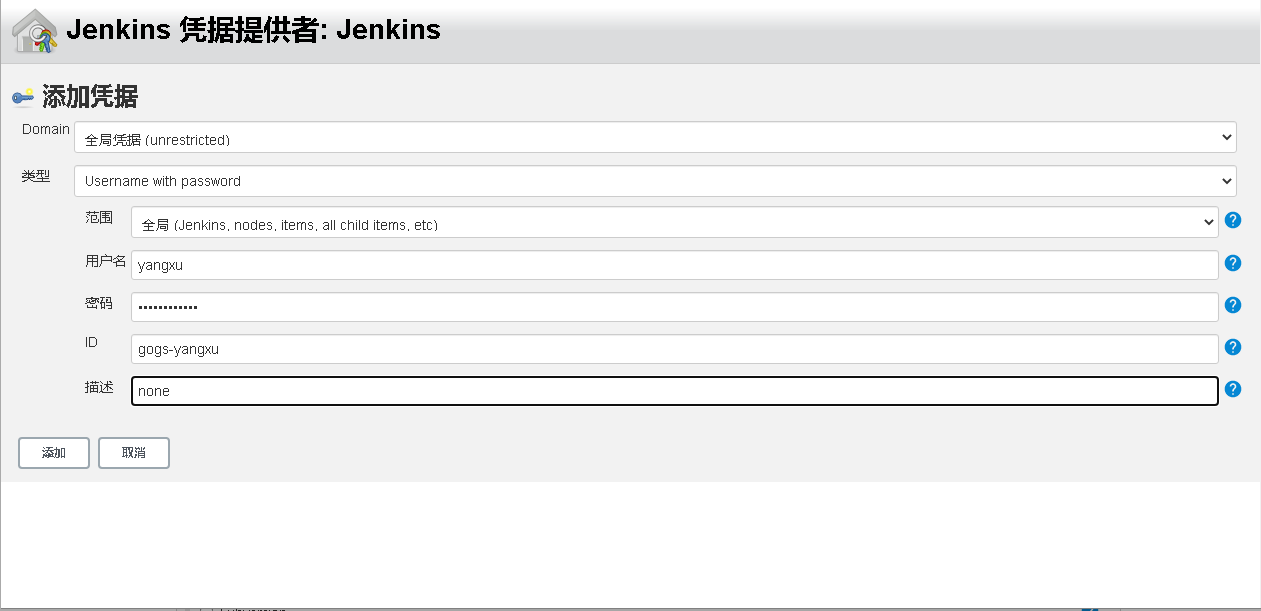 Jenkins 凭据提供者: Jenkins
添加凭据
Domain 全局凭据 (unrestricted)
类型 Username with password
范围 全局 (Jenkins, nodes, items, all child items, etc)
用户名 yangxu
密码 ••••••••••••
ID gogs-yangxu
描述 none
添加 取消